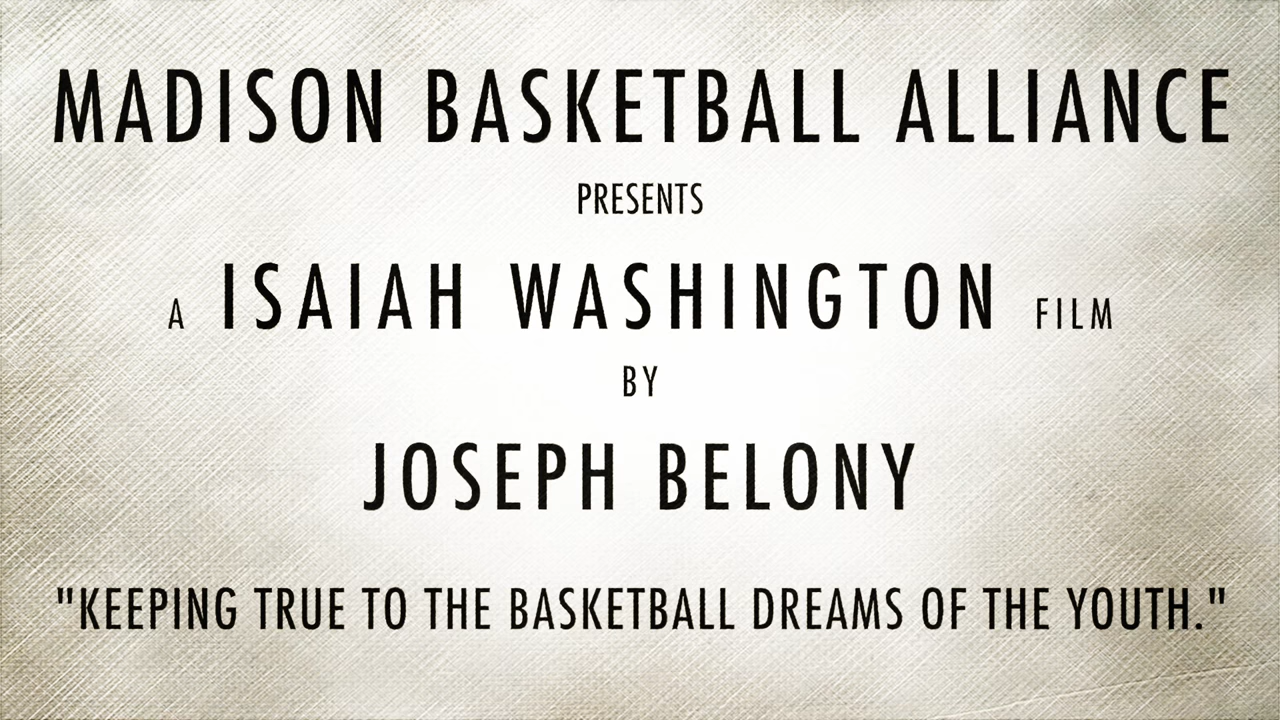 MADISON BASKETBALL ALLIANCE
PRESENTS
A ISAIAH WASHINGTON FILM
BY
JOSEPH BELONY
"KEEPING TRUE TO THE BASKETBALL DREAMS OF THE YOUTH."